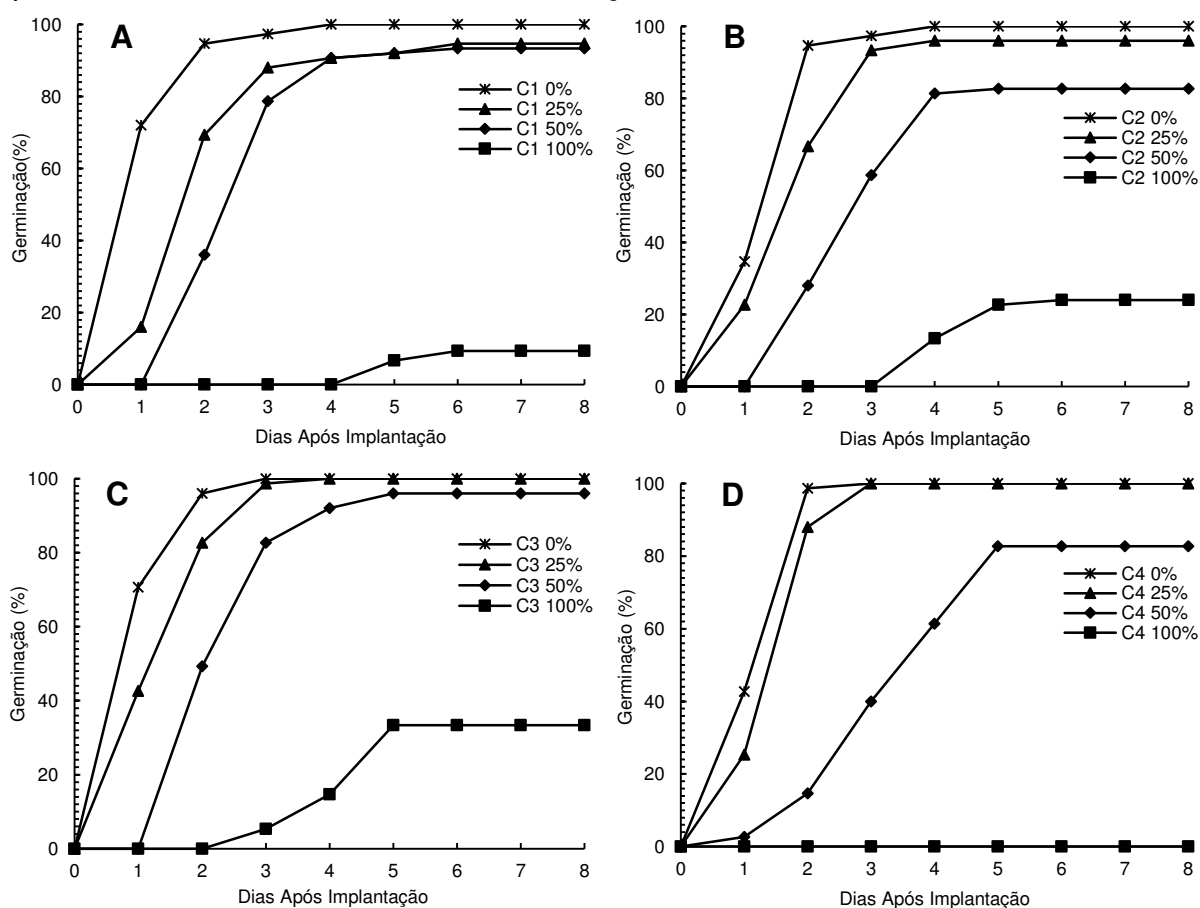 A
Germinação(%)
100
80
60
40
20
0
C1 0%
C1 25%
C1 50%
C1 100%
0 1 2 3 4 5 6 7 8
Dias Após Implantação
B
Germinação (%)
100
80
60
40
20
0
C2 0%
C2 25%
C2 50%
C2 100%
0 1 2 3 4 5 6 7 8
Dias Após Implantação
C
Germinação (%)
100
80
60
40
20
0
C3 0%
C3 25%
C3 50%
C3 100%
0 1 2 3 4 5 6 7 8
Dias Após Implantação
D
Germinação (%)
100
80
60
40
20
0
C4 0%
C4 25%
C4 50%
C4 100%
0 1 2 3 4 5 6 7 8
Dias Após Implantação